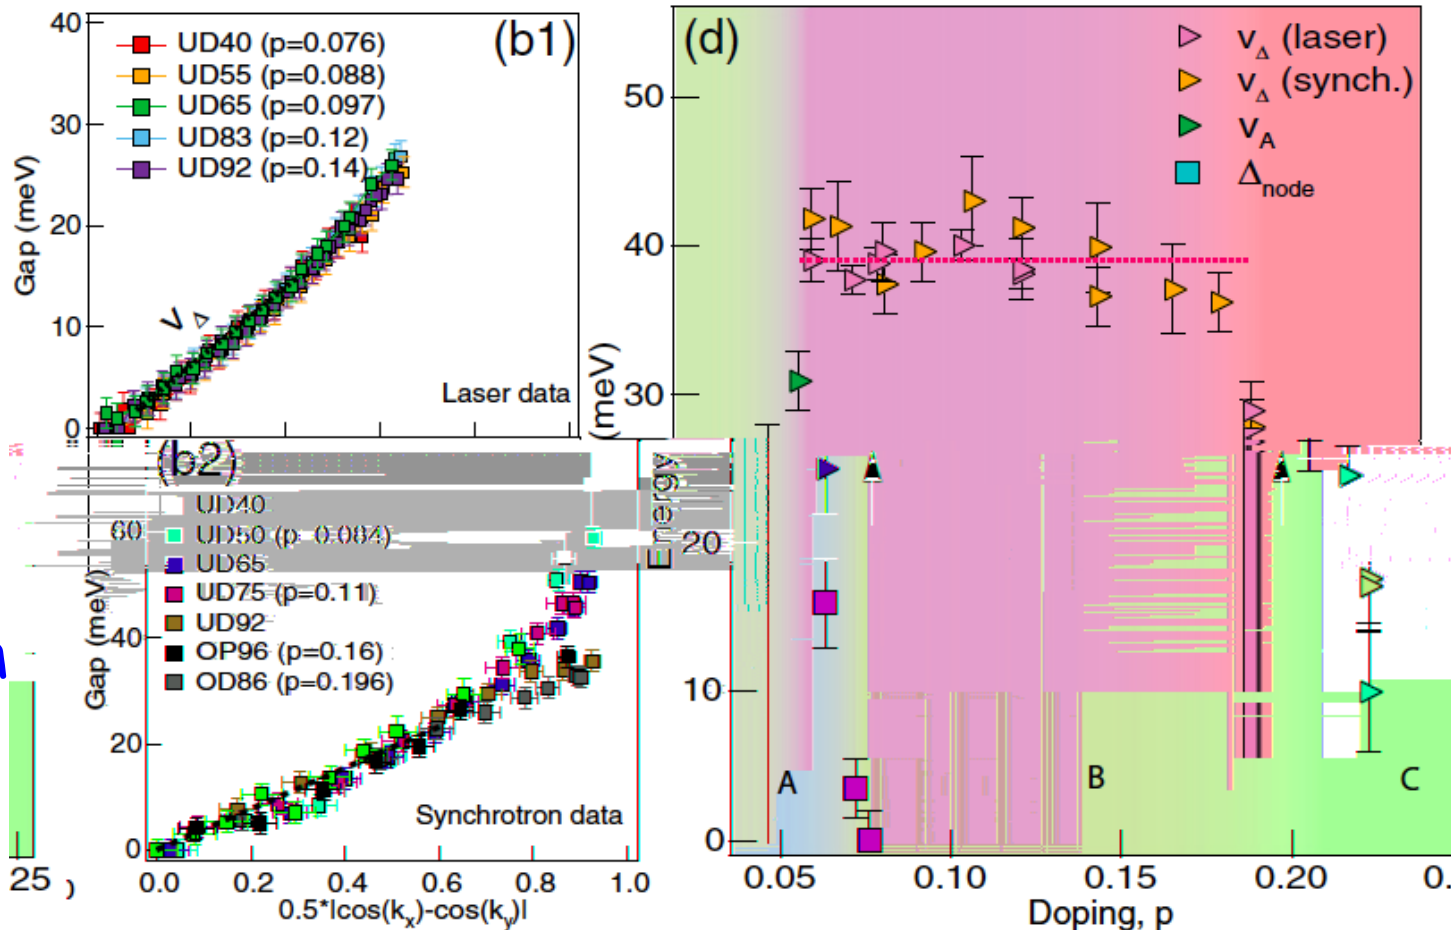 (b1)
40
30
20
10
0
Gap (meV)
UD40 (p=0.076)
UD55 (p=0.088)
UD65 (p=0.097)
UD83 (p=0.12)
UD92 (p=0.14)
vΔ
Laser data
(b2)
60
40
20
0
Gap (meV)
UD40
UD50 (p=0.084)
UD65
UD75 (p=0.11)
UD92
OP96 (p=0.16)
OD86 (p=0.196)
Synchrotron data
25
0.0 0.2 0.4 0.6 0.8 1.0
0.5*|cos(kx)-cos(ky)|
(d)
vΔ (laser)
vΔ (synch.)
vA
Δnode
50
40
30
20
10
0
Energy (meV)
A
B
C
0.05 0.10 0.15 0.20 0.
Doping, p